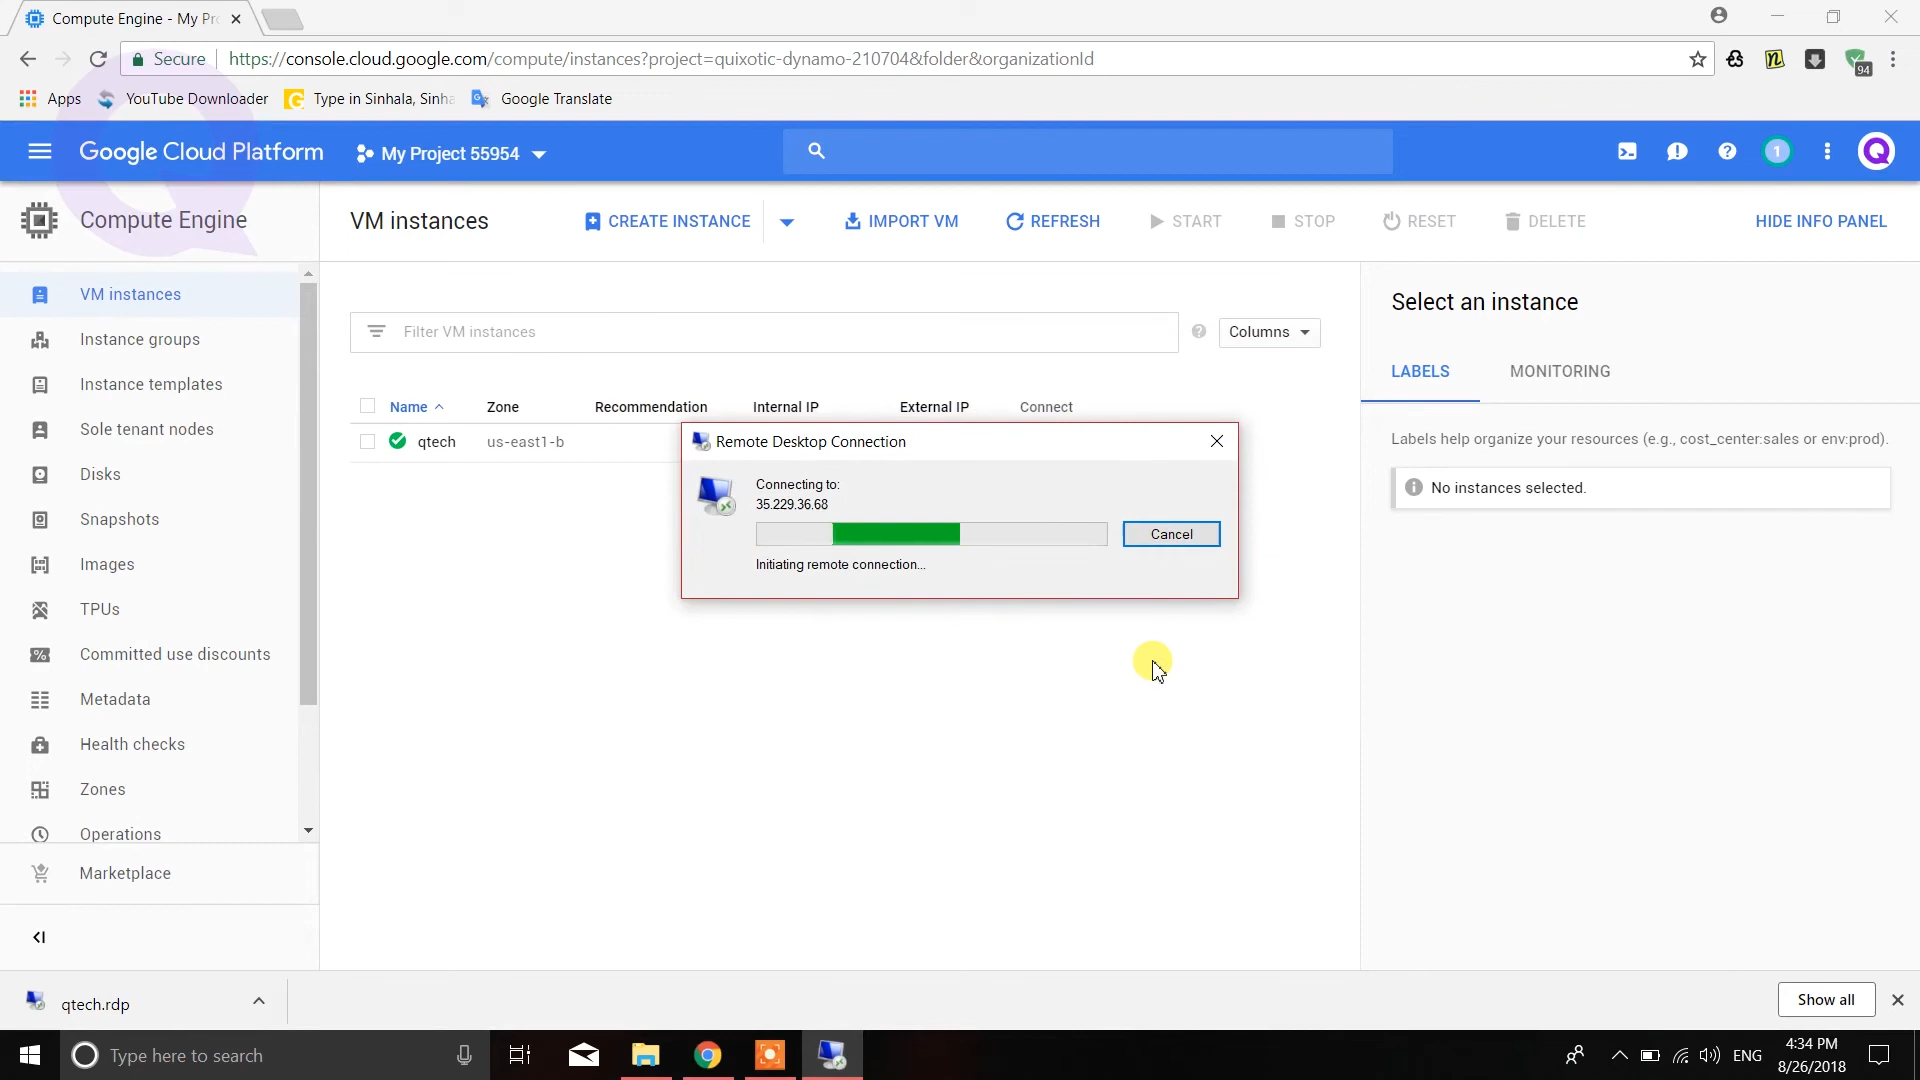 Compute Engine - My Pr
Secure
https://console.cloud.google.com/compute/instances?project=quixotic-dynamo-210704&folder&organizationId
94
Apps
YouTube Downloader
Type in Sinhala, Sinha
Google Translate
Google Cloud Platform
My Project 55954
1
Q
Compute Engine
VM instances
CREATE INSTANCE
IMPORT VM
REFRESH
START
STOP
RESET
DELETE
HIDE INFO PANEL
VM instances
Instance groups
Instance templates
Sole tenant nodes
Disks
Snapshots
Images
TPUs
Committed use discounts
Metadata
Health checks
Zones
Operations
Marketplace
Filter VM instances
Columns
Name
Zone
Recommendation
Internal IP
External IP
Connect
qtech
us-east1-b
Remote Desktop Connection
Connecting to:
35.229.36.68
Cancel
Initiating remote connection...
Select an instance
LABELS
MONITORING
Labels help organize your resources (e.g., cost_center:sales or env:prod).
No instances selected.
qtech.rdp
Show all
Type here to search
ENG
4:34 PM
8/26/2018